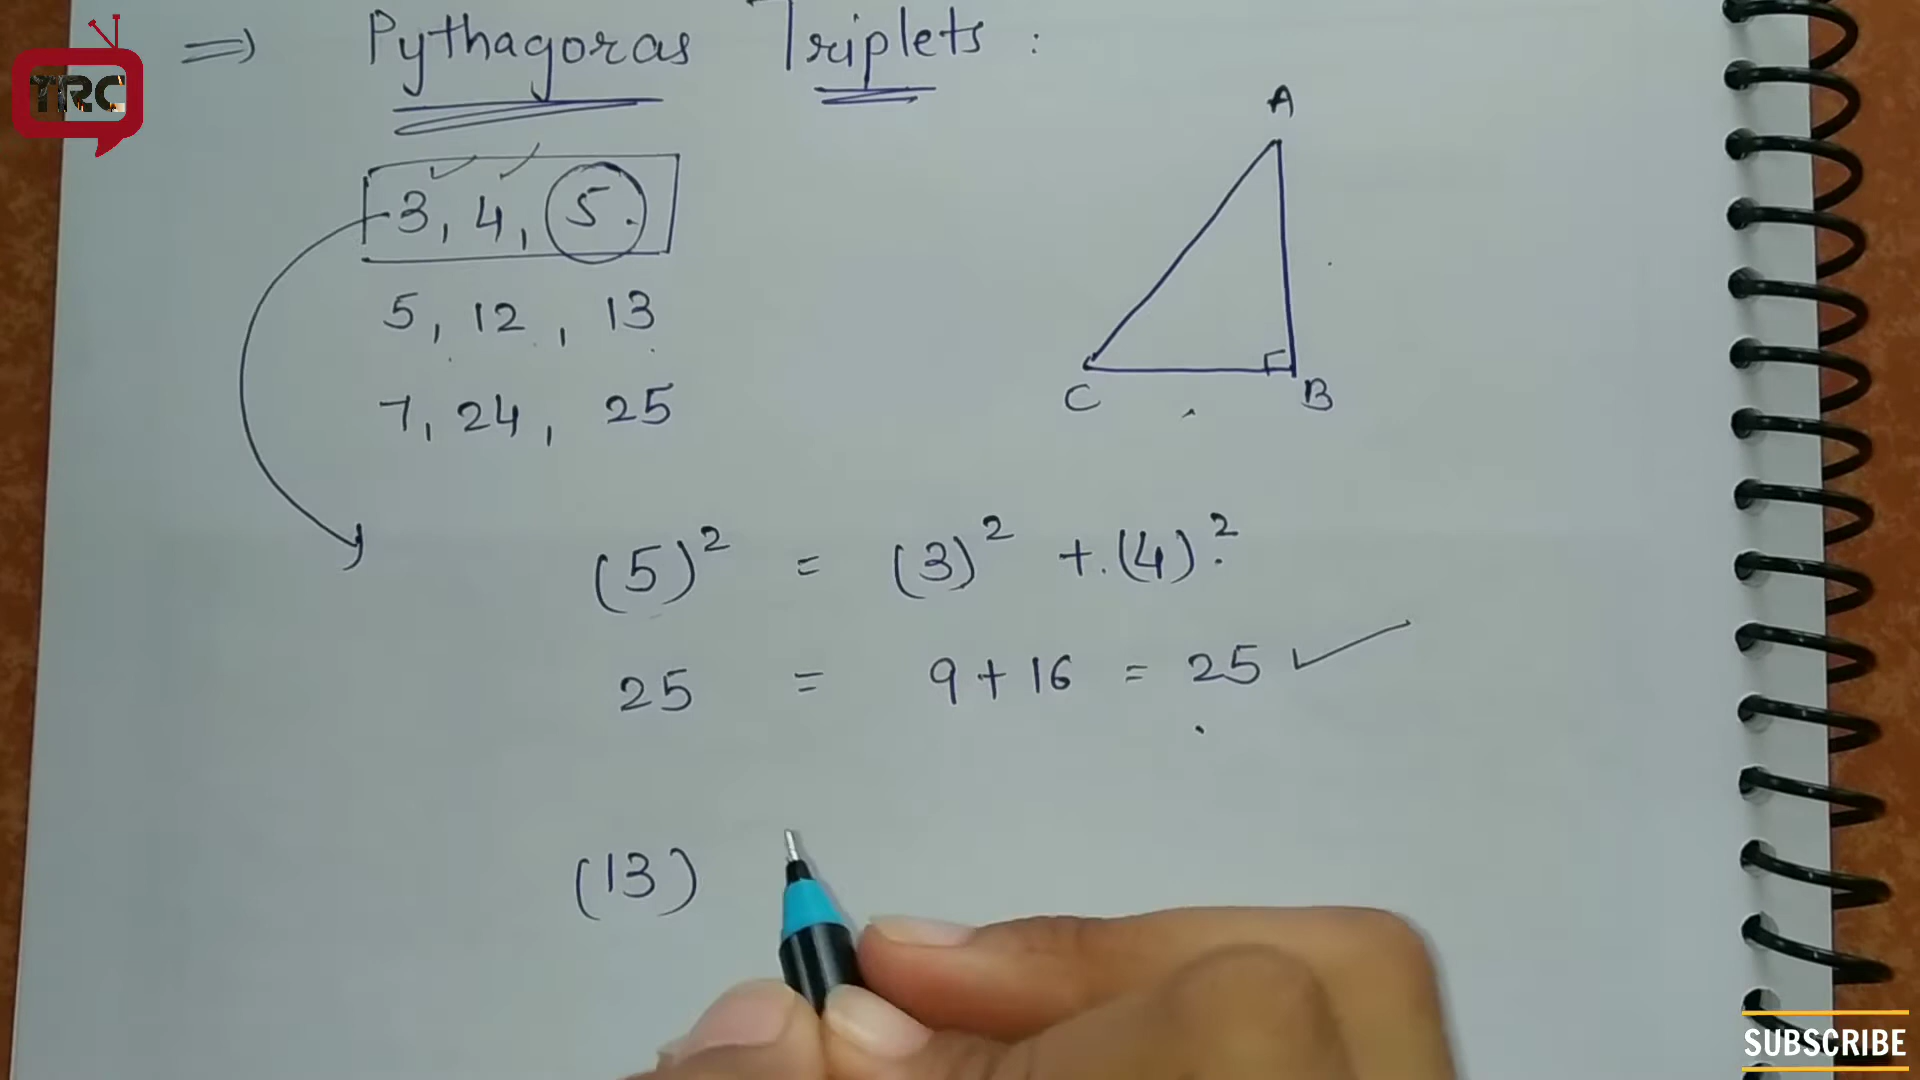 TRC
⇒ Pythagoras Triplets :
A
3, 4, 5.
5, 12, 13
C B
7, 24, 25
(5)² = (3)² +.(4)².
25 = 9 + 16 = 25 ✓
(13)
SUBSCRIBE